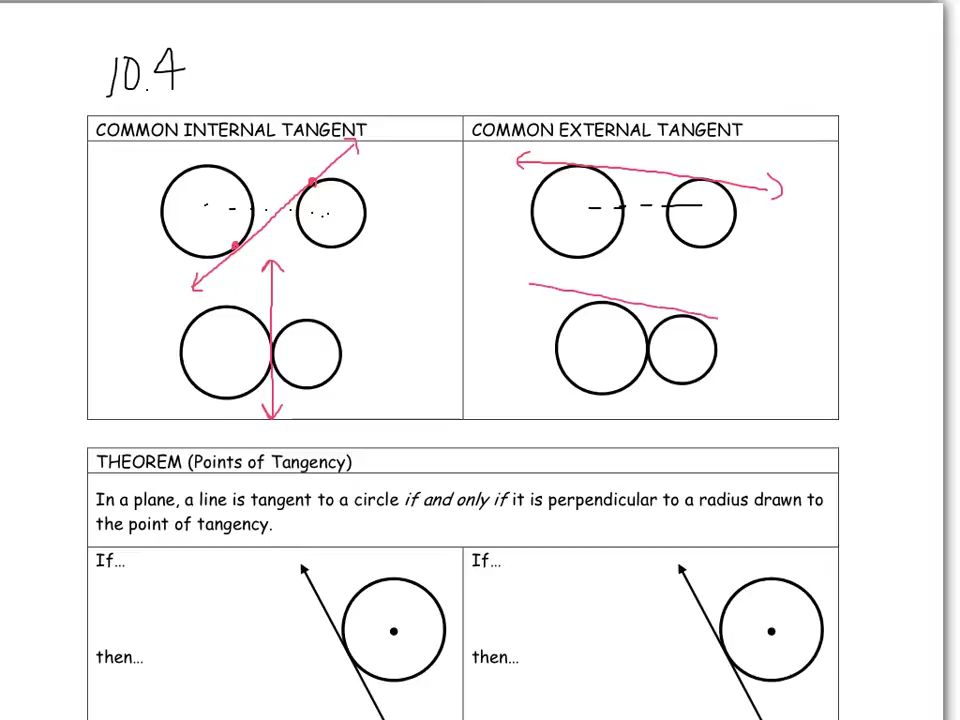 10.4
COMMON INTERNAL TANGENT
COMMON EXTERNAL TANGENT
THEOREM (Points of Tangency)
In a plane, a line is tangent to a circle if and only if it is perpendicular to a radius drawn to
the point of tangency.
If...
then...
If...
then...